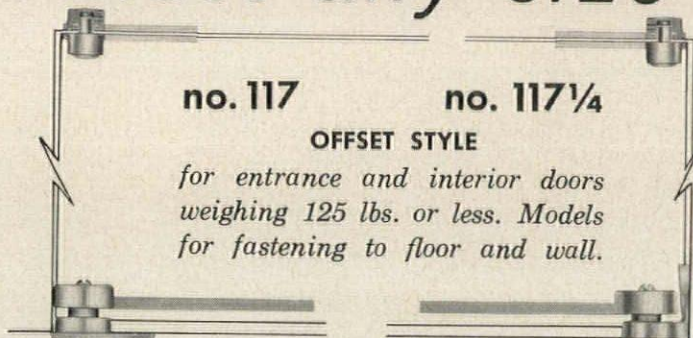 no. 117 no. 117¼
OFFSET STYLE
for entrance and interior doors
weighing 125 lbs. or less. Models
for fastening to floor and wall.